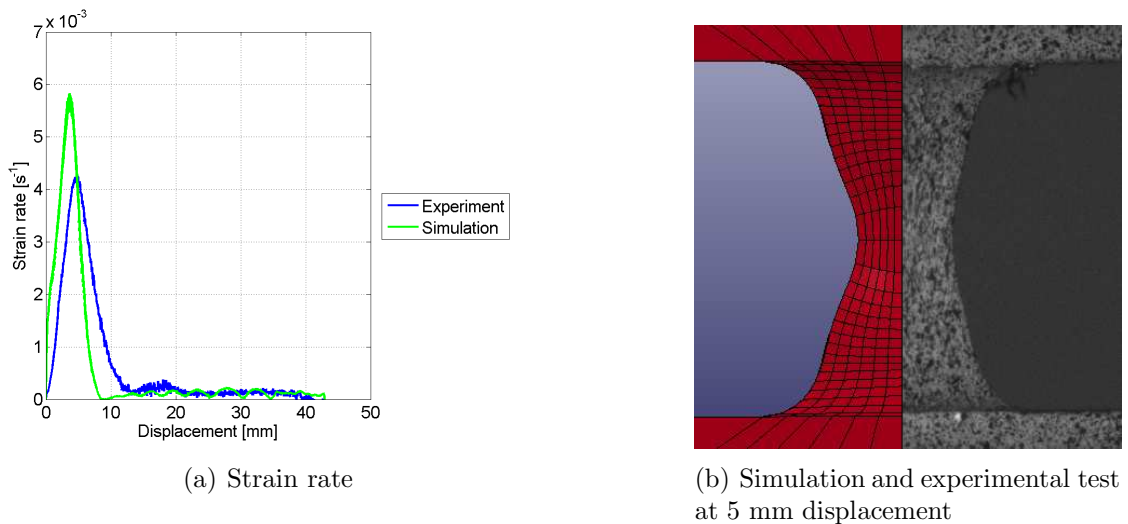 7 x 10⁻³
6
5
4
3
2
1
0
Strain rate [s⁻¹]
0 10 20 30 40 50
Displacement [mm]
Experiment
Simulation
(a) Strain rate
(b) Simulation and experimental test
at 5 mm displacement